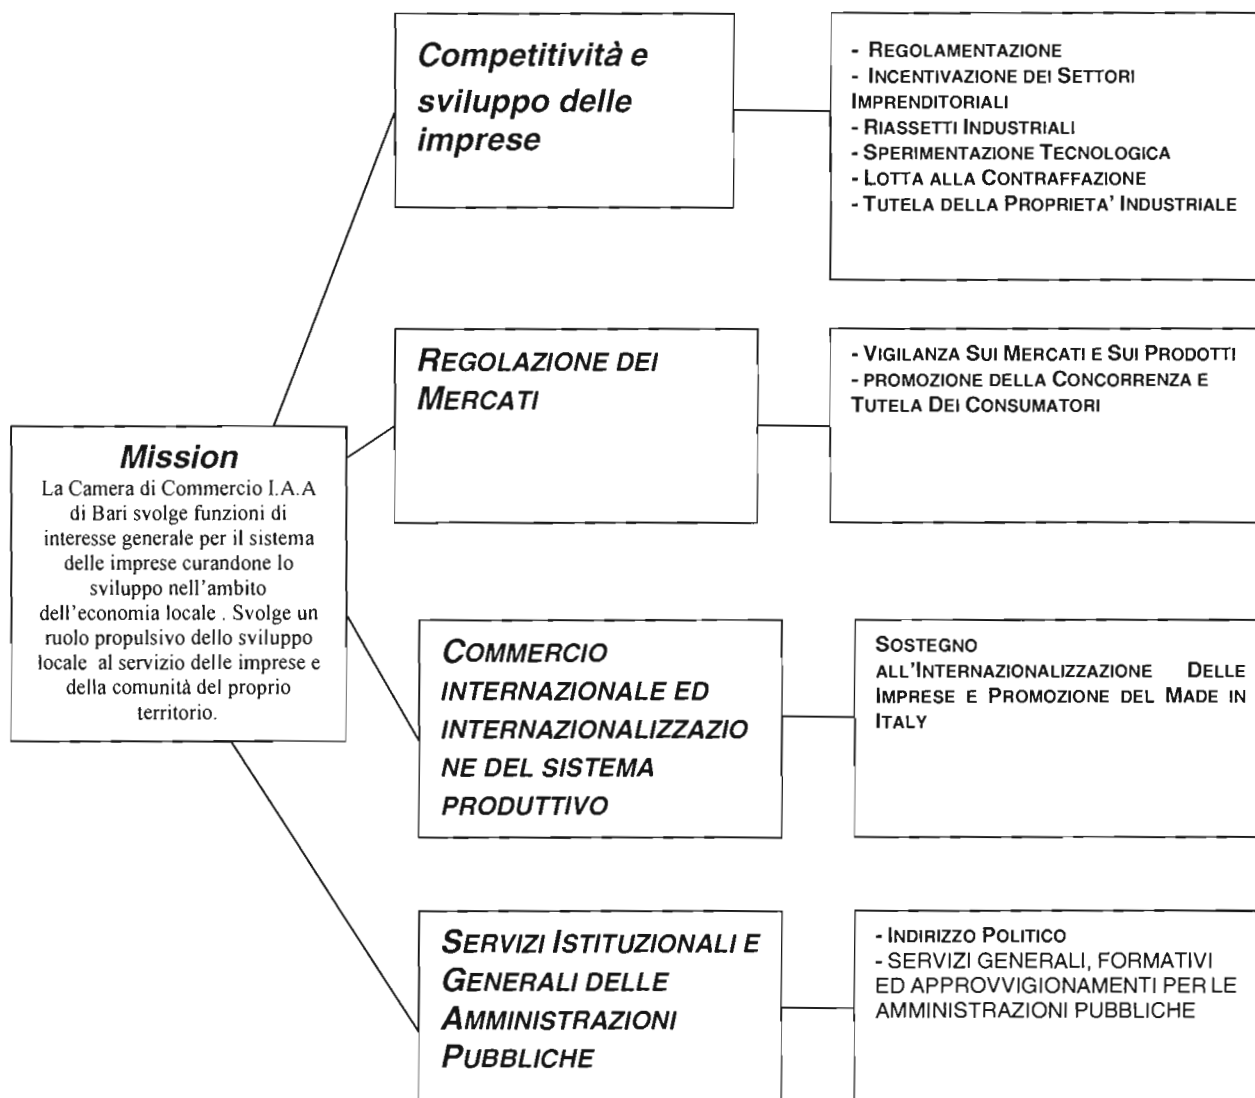 Competitività e
sviluppo delle
imprese
- REGOLAMENTAZIONE
- INCENTIVAZIONE DEI SETTORI
IMPRENDITORIALI
- RIASSETTI INDUSTRIALI
- SPERIMENTAZIONE TECNOLOGICA
- LOTTA ALLA CONTRAFFAZIONE
- TUTELA DELLA PROPRIETA' INDUSTRIALE
REGOLAZIONE DEI
MERCATI
- VIGILANZA SUI MERCATI E SUI PRODOTTI
- PROMOZIONE DELLA CONCORRENZA E
TUTELA DEI CONSUMATORI
Mission
La Camera di Commercio I.A.A
di Bari svolge funzioni di
interesse generale per il sistema
delle imprese curandone lo
sviluppo nell'ambito
dell'economia locale . Svolge un
ruolo propulsivo dello sviluppo
locale al servizio delle imprese e
della comunità del proprio
territorio.
COMMERCIO
INTERNAZIONALE ED
INTERNAZIONALIZZAZIO
NE DEL SISTEMA
PRODUTTIVO
SOSTEGNO
ALL'INTERNAZIONALIZZAZIONE DELLE
IMPRESE E PROMOZIONE DEL MADE IN
ITALY
SERVIZI ISTITUZIONALI E
GENERALI DELLE
AMMINISTRAZIONI
PUBBLICHE
- INDIRIZZO POLITICO
- SERVIZI GENERALI, FORMATIVI
ED APPROVVIGIONAMENTI PER LE
AMMINISTRAZIONI PUBBLICHE